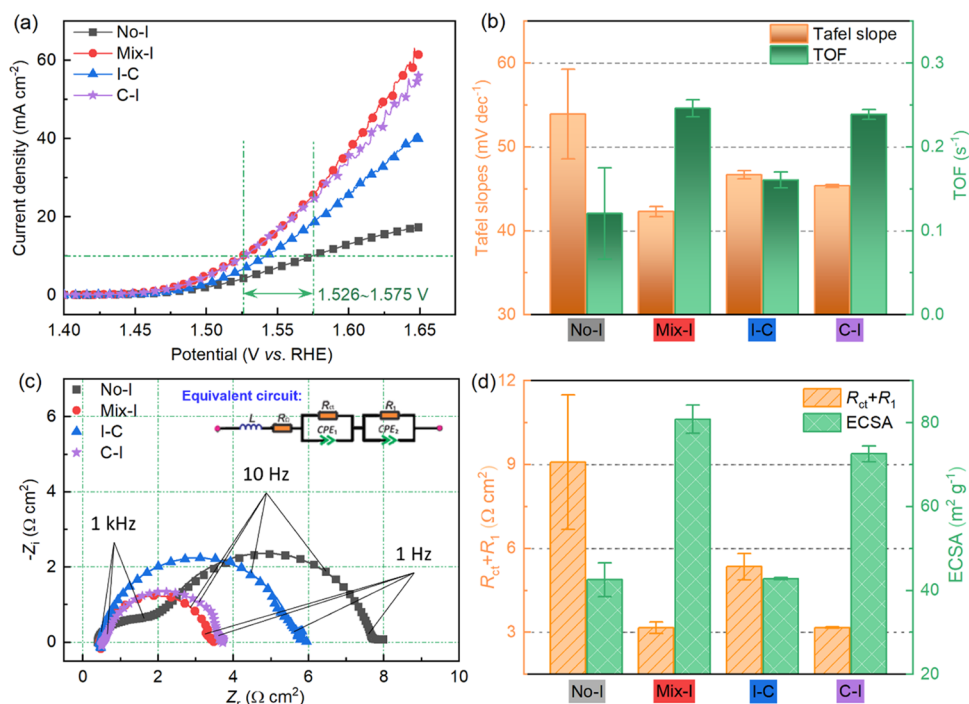 (a)
No-I
Mix-I
I-C
C-I
Current density (mA cm⁻²)
60
40
20
0
1.526~1.575 V
1.40 1.45 1.50 1.55 1.60 1.65
Potential (V vs. RHE)
(b)
Tafel slope
TOF
Tafel slopes (mV dec⁻¹)
60
50
40
30
TOF (s⁻¹)
0.3
0.2
0.1
0.0
No-I Mix-I I-C C-I
(c)
No-I
Mix-I
I-C
C-I
Equivalent circuit:
L RΩ Rct CPE₁ R₁ CPE₂
-Zᵢ (Ω cm²)
6
4
2
0
1 kHz
10 Hz
1 Hz
0 2 4 6 8 10
Zᵣ (Ω cm²)
(d)
Rct+R₁
ECSA
Rct+R₁ (Ω cm²)
12
9
6
3
ECSA (m² g⁻¹)
80
60
40
20
No-I Mix-I I-C C-I